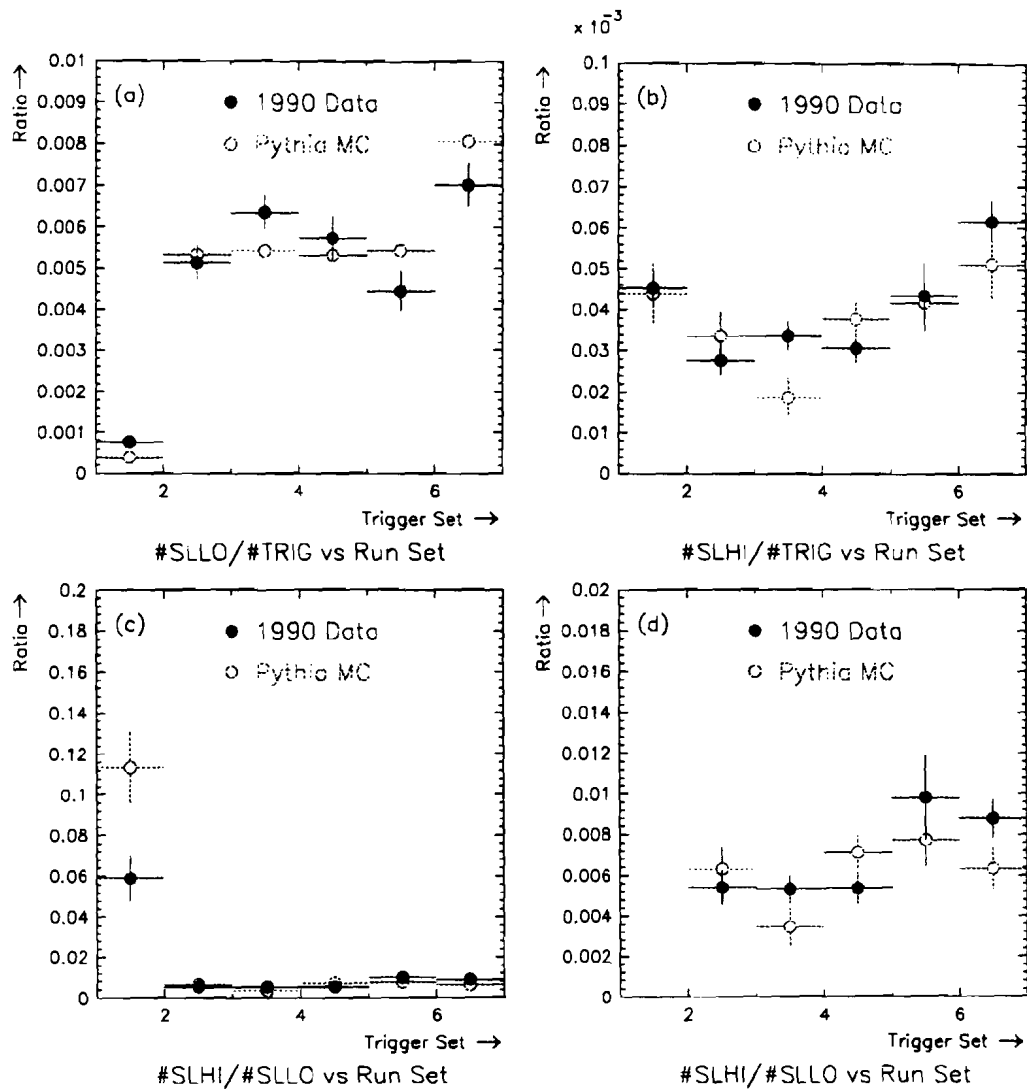 × 10⁻³
(a)
Ratio →
● 1990 Data
○ Pythia MC
0.01
0.009
0.008
0.007
0.006
0.005
0.004
0.003
0.002
0.001
0
2 4 6
Trigger Set →
#SLLO/#TRIG vs Run Set
(b)
Ratio →
● 1990 Data
○ Pythia MC
0.1
0.09
0.08
0.07
0.06
0.05
0.04
0.03
0.02
0.01
0
2 4 6
Trigger Set →
#SLHI/#TRIG vs Run Set
(c)
Ratio →
● 1990 Data
○ Pythia MC
0.2
0.18
0.16
0.14
0.12
0.1
0.08
0.06
0.04
0.02
0
2 4 6
Trigger Set →
#SLHI/#SLLO vs Run Set
(d)
Ratio →
● 1990 Data
○ Pythia MC
0.02
0.018
0.016
0.014
0.012
0.01
0.008
0.006
0.004
0.002
0
2 4 6
Trigger Set →
#SLHI/#SLLO vs Run Set